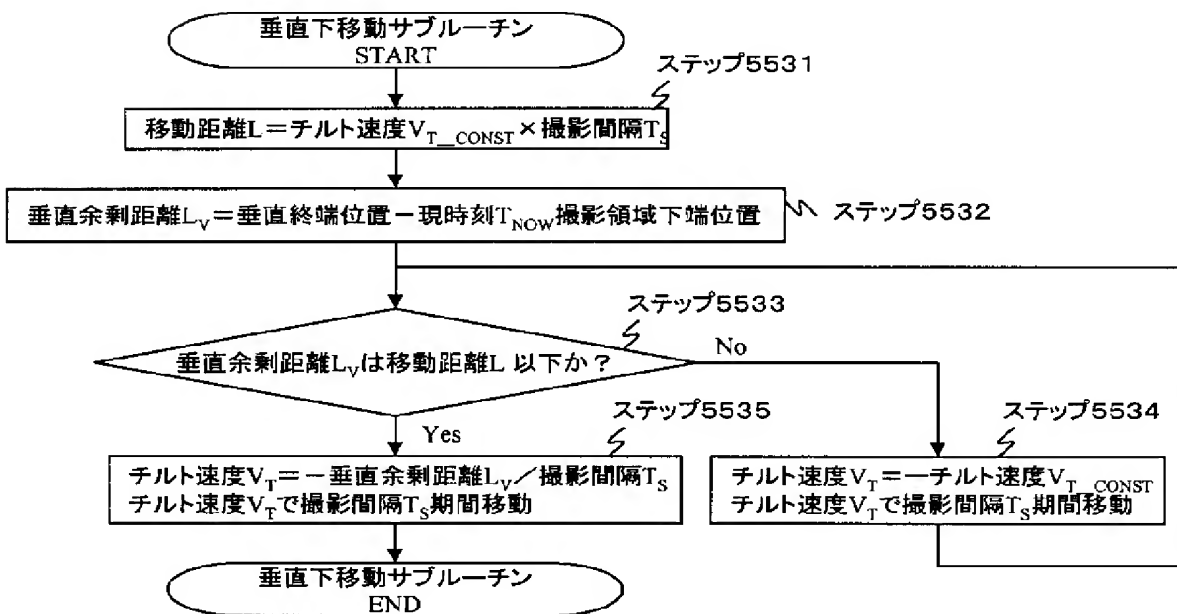 垂直下移動サブルーチン
START
ステップ5531
移動距離L＝チルト速度V_T_CONST×撮影間隔T_S
垂直余剰距離L_V＝垂直終端位置－現時刻T_NOW撮影領域下端位置
ステップ5532
ステップ5533
垂直余剰距離L_Vは移動距離L 以下か？
No
Yes
ステップ5535
ステップ5534
チルト速度V_T＝－垂直余剰距離L_V／撮影間隔T_S
チルト速度V_Tで撮影間隔T_S期間移動
チルト速度V_T＝－チルト速度V_T_CONST
チルト速度V_Tで撮影間隔T_S期間移動
垂直下移動サブルーチン
END